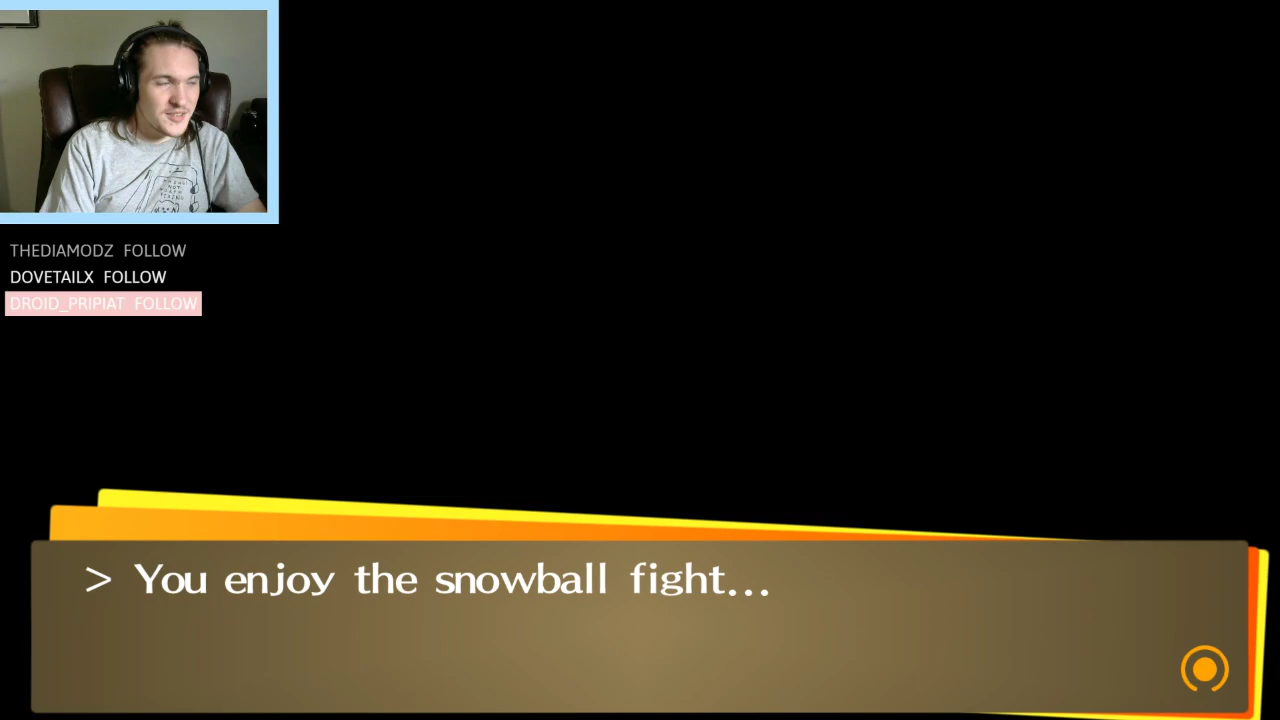 THEDIAMODZ FOLLOW
DOVETAILX FOLLOW
DROID_PRIPIAT FOLLOW
> You enjoy the snowball fight...